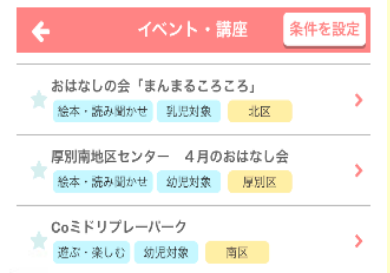 イベント・講座 条件を設定
おはなしの会「まんまるころころ」
絵本・読み聞かせ 乳児対象 北区
厚別南地区センター　４月のおはなし会
絵本・読み聞かせ 幼児対象 厚別区
Coミドリプレーパーク
遊ぶ・楽しむ 幼児対象 南区